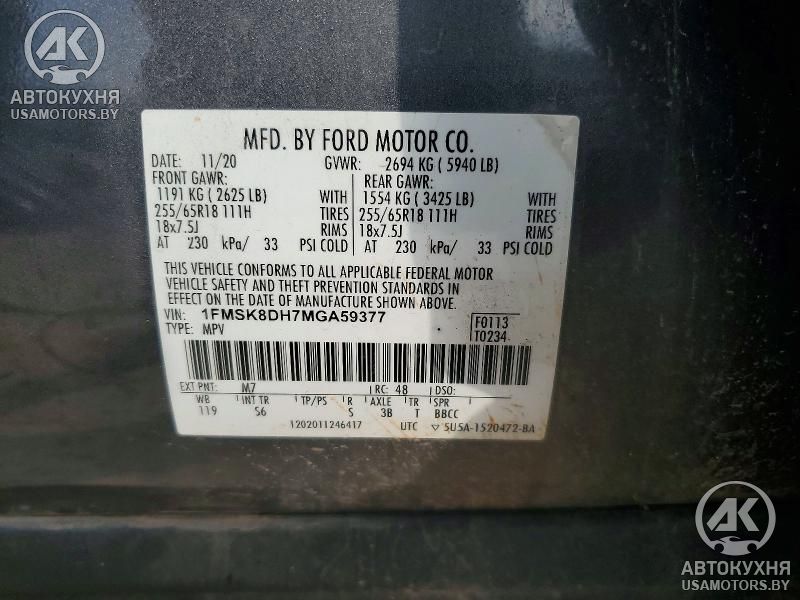 AK
АВТОКУХНЯ
USAMOTORS.BY
MFD. BY FORD MOTOR CO.
DATE: 11/20 GVWR: 2694 KG ( 5940 LB)
FRONT GAWR: REAR GAWR:
1191 KG ( 2625 LB) WITH 1554 KG ( 3425 LB) WITH
255/65R18 111H TIRES 255/65R18 111H TIRES
18x7.5J RIMS 18x7.5J RIMS
AT 230 kPa/ 33 PSI COLD AT 230 kPa/ 33 PSI COLD
THIS VEHICLE CONFORMS TO ALL APPLICABLE FEDERAL MOTOR
VEHICLE SAFETY AND THEFT PREVENTION STANDARDS IN
EFFECT ON THE DATE OF MANUFACTURE SHOWN ABOVE.
VIN: 1FMSK8DH7MGA59377 F0113
TYPE: MPV T0234
EXT PNT: M7 RC: 48 DSO:
WB INT TR TP/PS R AXLE TR SPR
119 S6 S 3B T BBCC
1202011246417 UTC ▽ 5U5A-1520472-BA
AK
АВТОКУХНЯ
USAMOTORS.BY